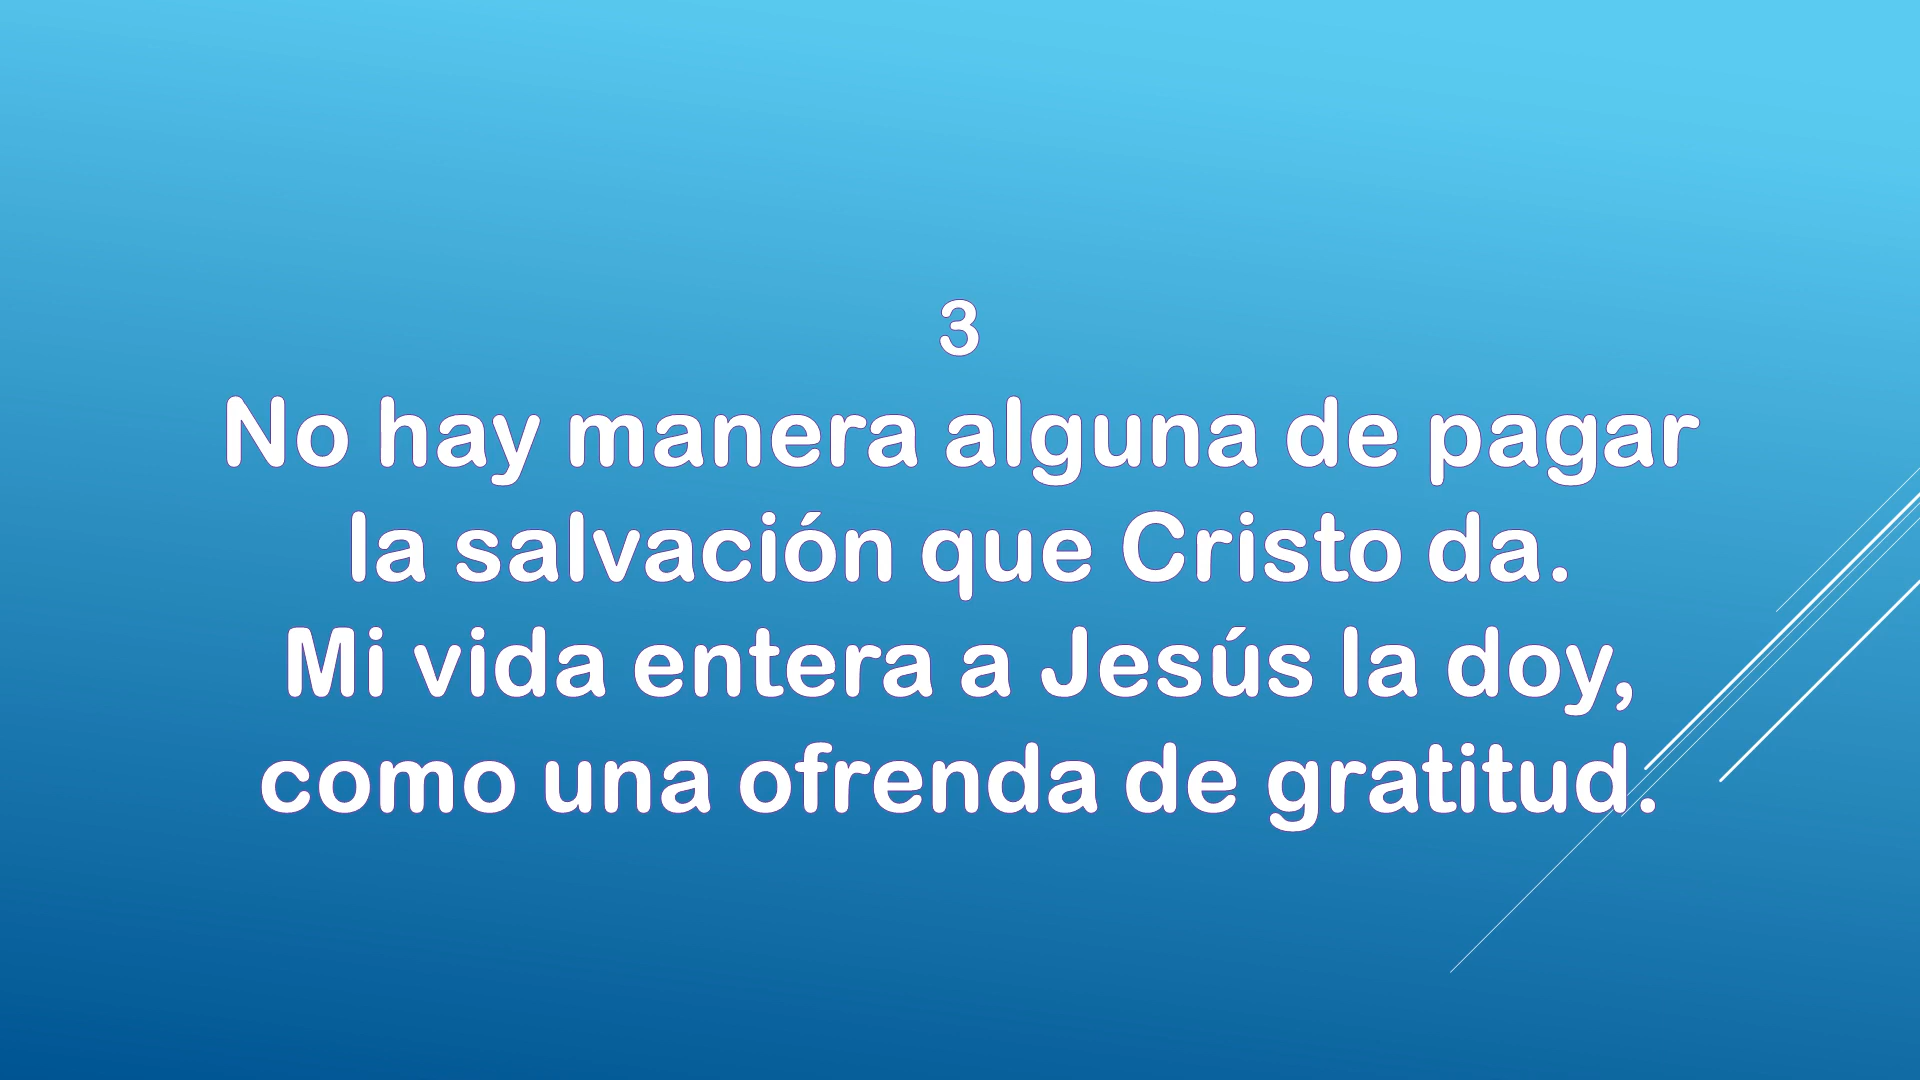 3
No hay manera alguna de pagar
la salvación que Cristo da.
Mi vida entera a Jesús la doy,
como una ofrenda de gratitud.